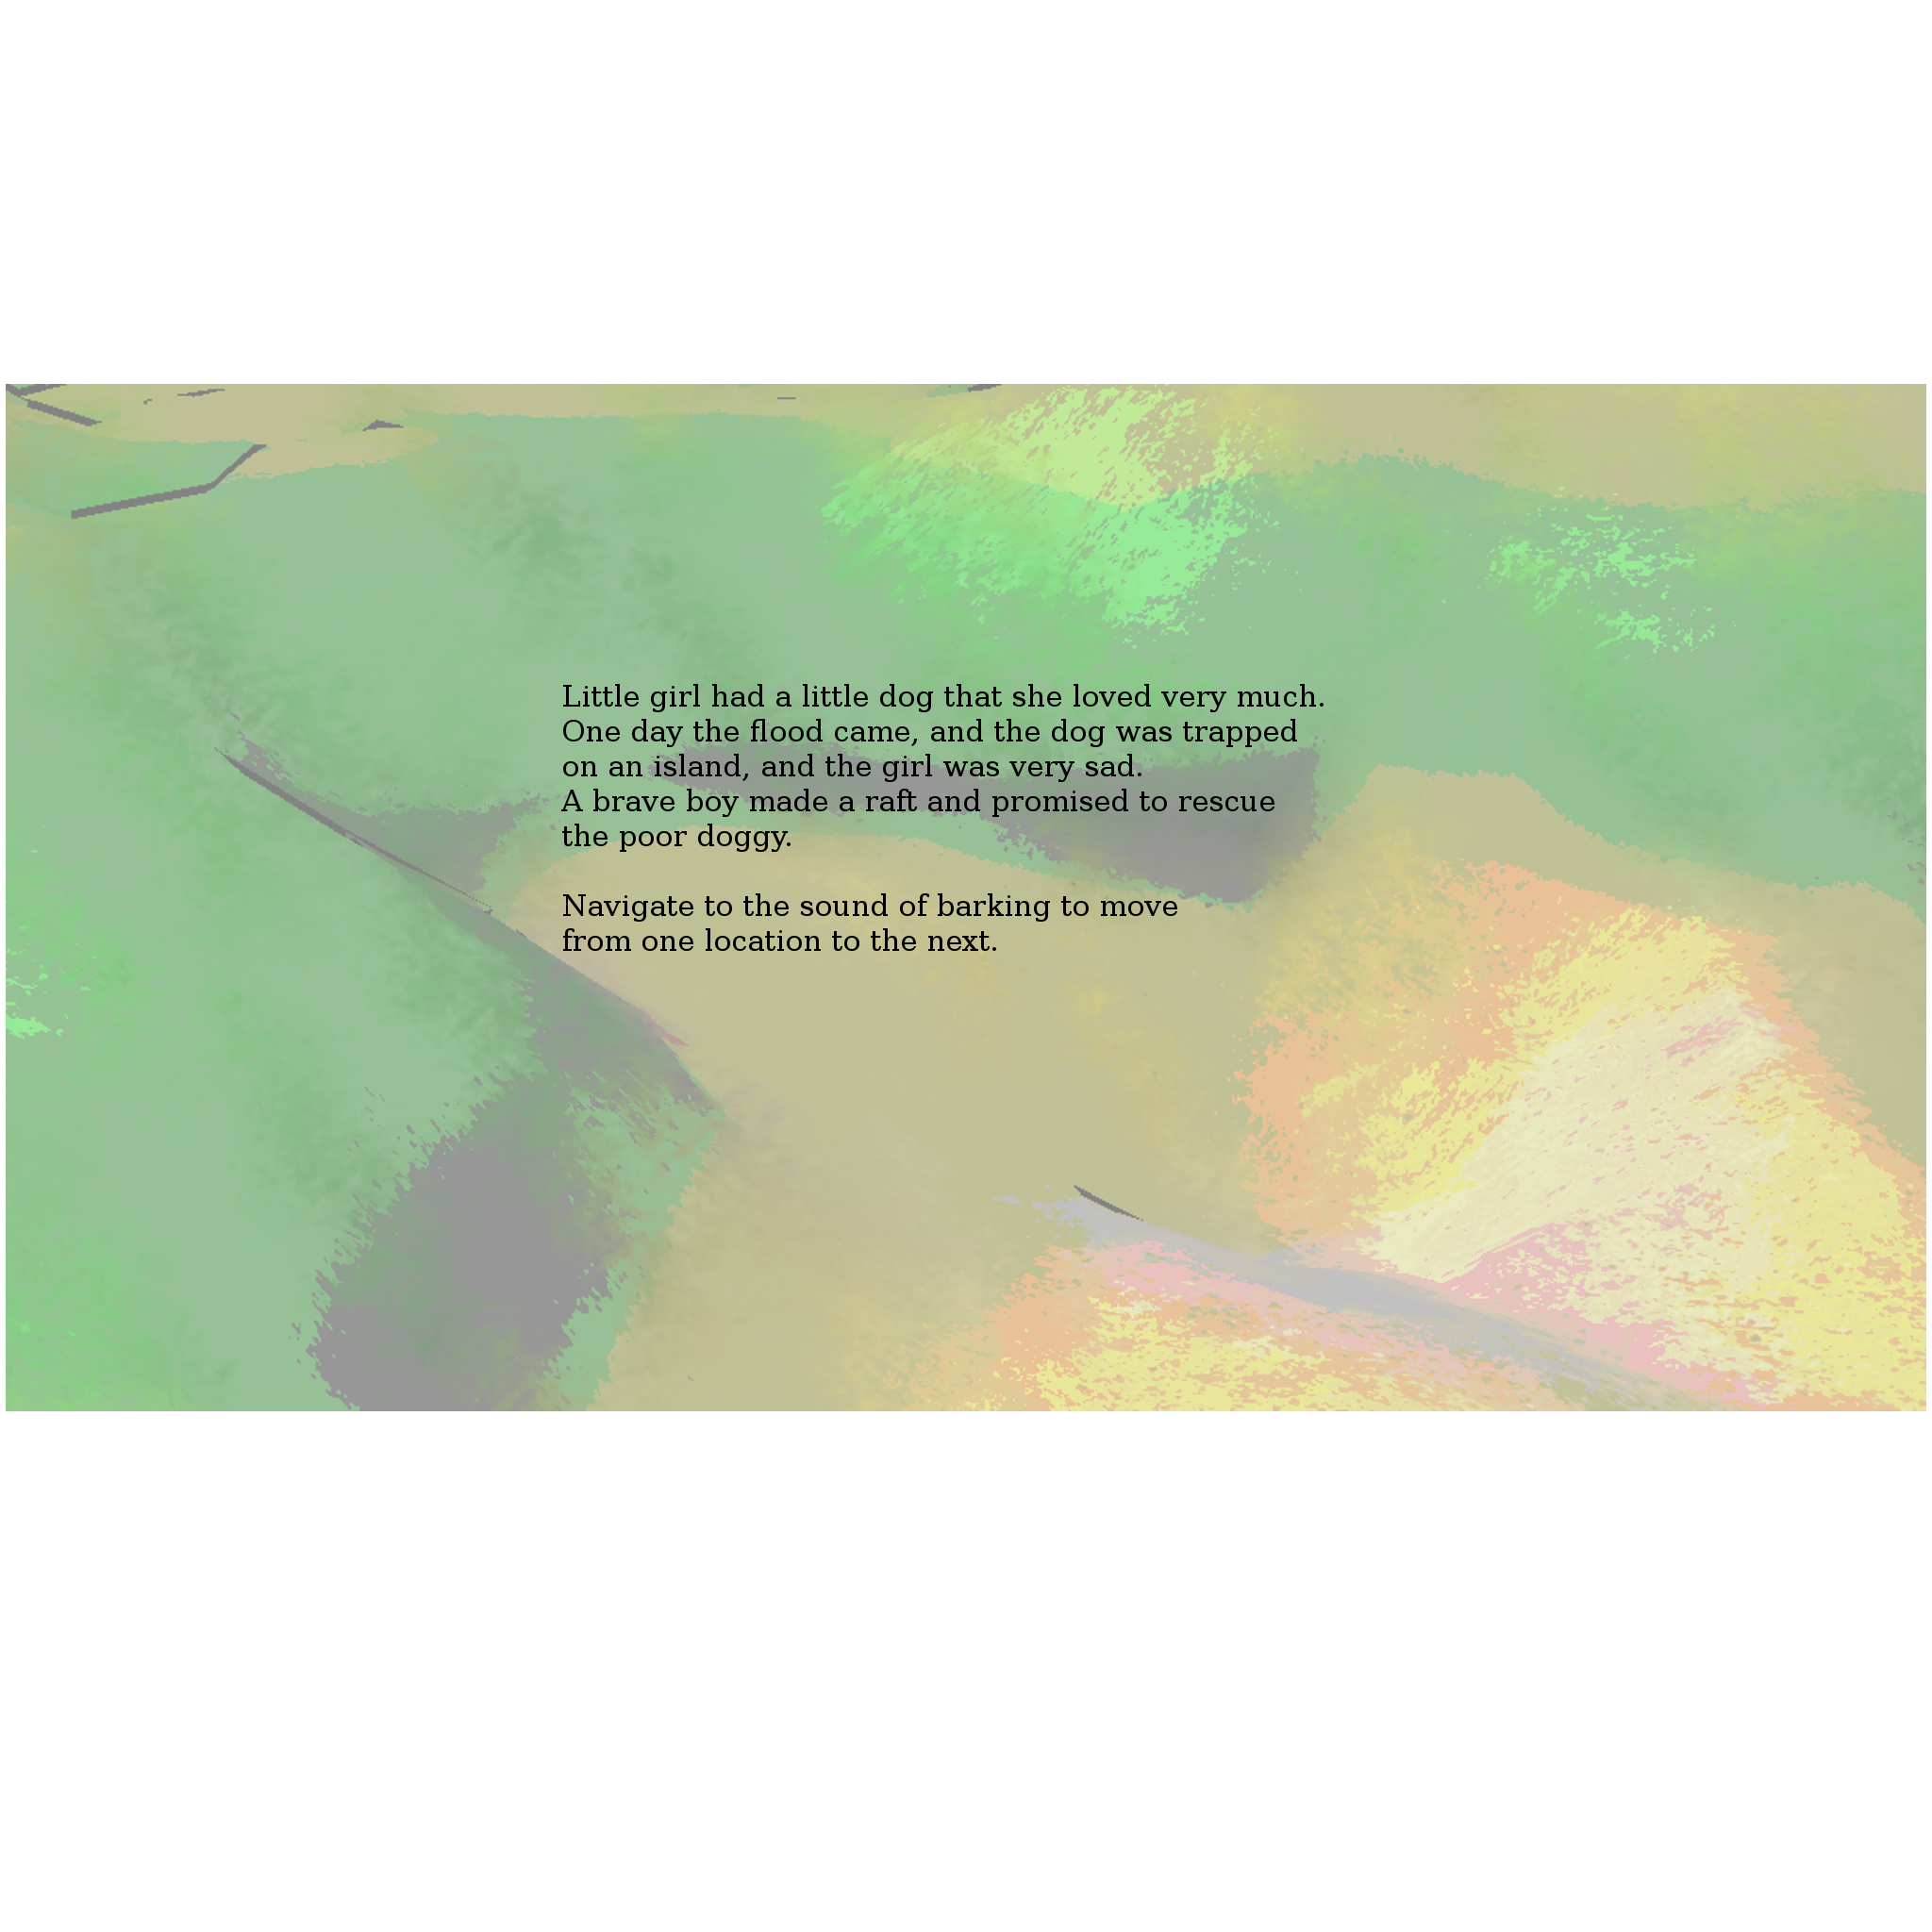 Little girl had a little dog that she loved very much.
One day the flood came, and the dog was trapped
on an island, and the girl was very sad.
A brave boy made a raft and promised to rescue
the poor doggy.
Navigate to the sound of barking to move
from one location to the next.